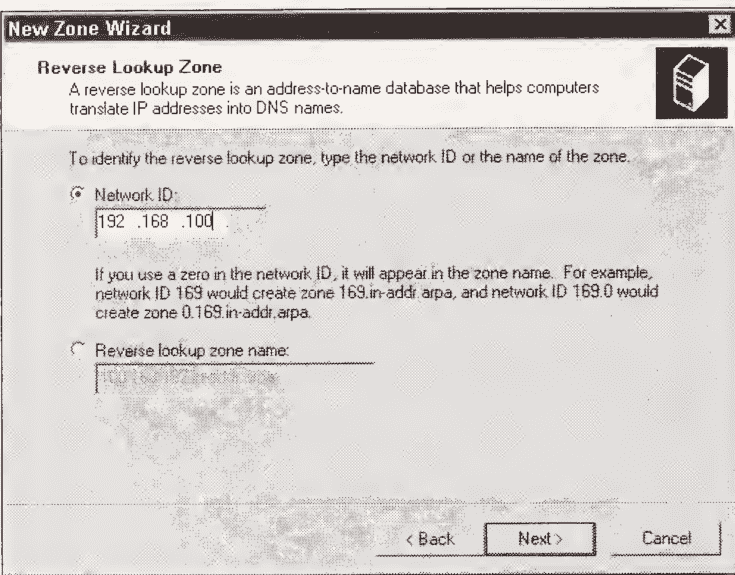 New Zone Wizard
Reverse Lookup Zone
A reverse lookup zone is an address-to-name database that helps computers
translate IP addresses into DNS names.
To identify the reverse lookup zone, type the network ID or the name of the zone.
Network ID:
192 .168 .100
If you use a zero in the network ID, it will appear in the zone name. For example,
network ID 169 would create zone 169.in-addr.arpa, and network ID 169.0 would
create zone 0.169.in-addr.arpa.
Reverse lookup zone name:
< Back
Next >
Cancel